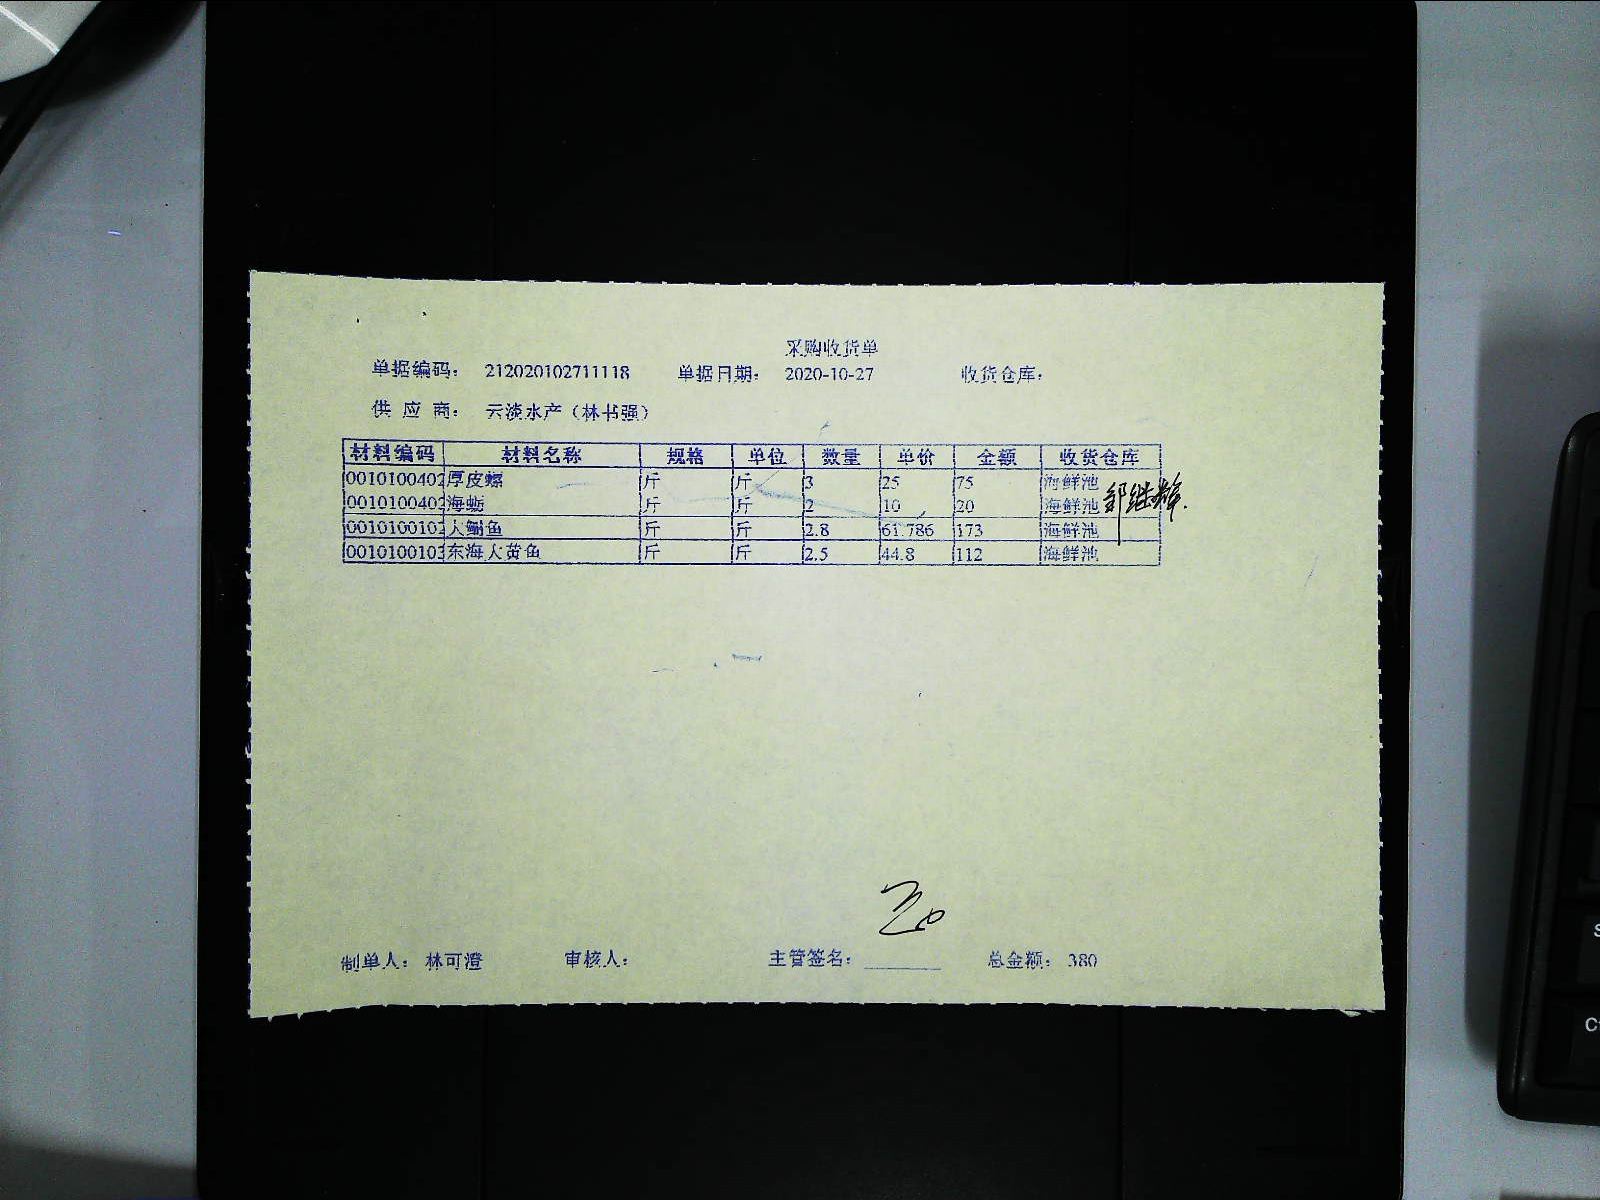 采购收货单
单据编码： 212020102711118 单据日期： 2020-10-27 收货仓库：
供 应 商： 云淡水产（林书强）
材料编码 材料名称 规格 单位 数量 单价 金额 收货仓库
0010100402 厚皮螺 斤 斤 3 25 75 海鲜池
0010100402 海蛎 斤 斤 2 10 20 海鲜池
0010100102 大鲷鱼 斤 斤 2.8 61.786 173 海鲜池
0010100103 东海大黄鱼 斤 斤 2.5 44.8 112 海鲜池
制单人： 林可澄 审核人： 主管签名： 总金额： 380